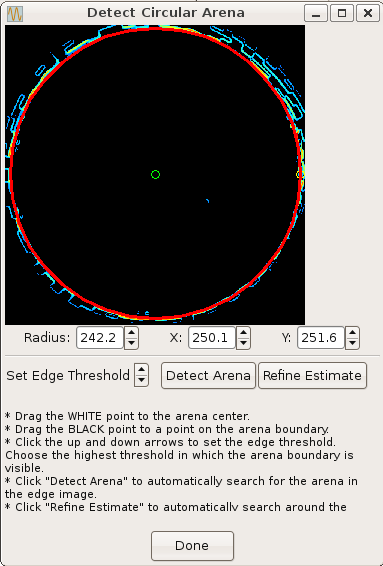 Detect Circular Arena
Radius: 242.2 X: 250.1 Y: 251.6
Set Edge Threshold Detect Arena Refine Estimate
* Drag the WHITE point to the arena center.
* Drag the BLACK point to a point on the arena boundary.
* Click the up and down arrows to set the edge threshold.
Choose the highest threshold in which the arena boundary is
visible.
* Click "Detect Arena" to automatically search for the arena in
the edge image.
* Click "Refine Estimate" to automatically search around the
Done